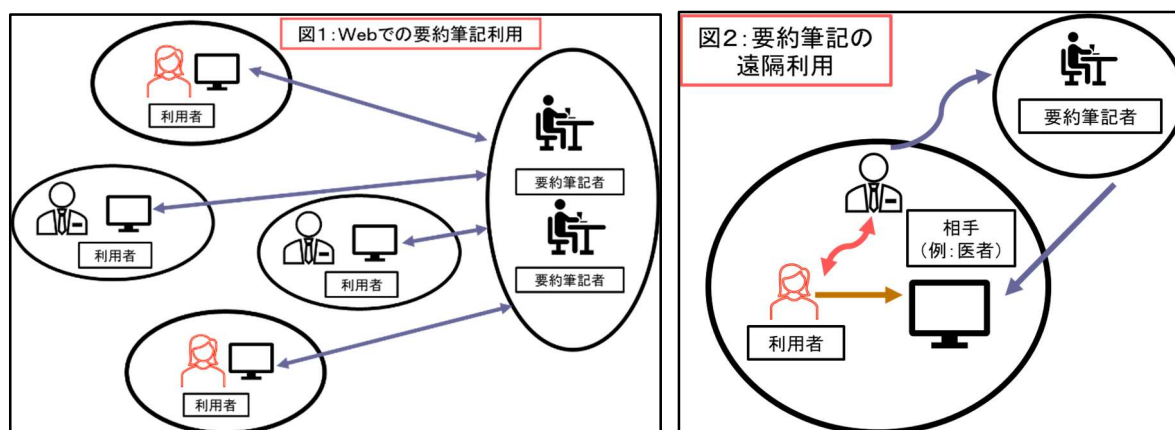 図1：Webでの要約筆記利用
利用者
利用者
利用者
利用者
要約筆記者
要約筆記者
図2：要約筆記の
遠隔利用
要約筆記者
相手
（例：医者）
利用者